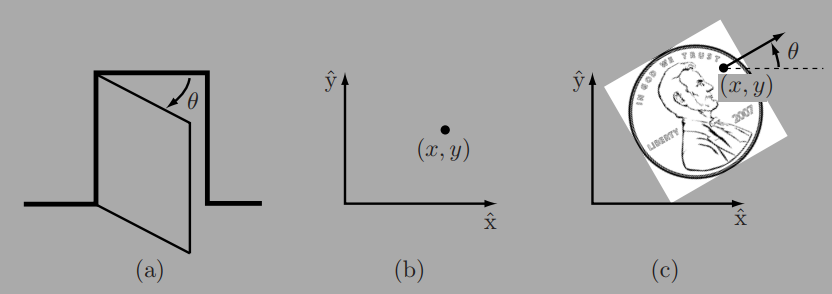 θ
(a)
ŷ
(x, y)
x̂
(b)
ŷ
IN GOD WE TRUST
LIBERTY
2007
(x, y)
θ
x̂
(c)